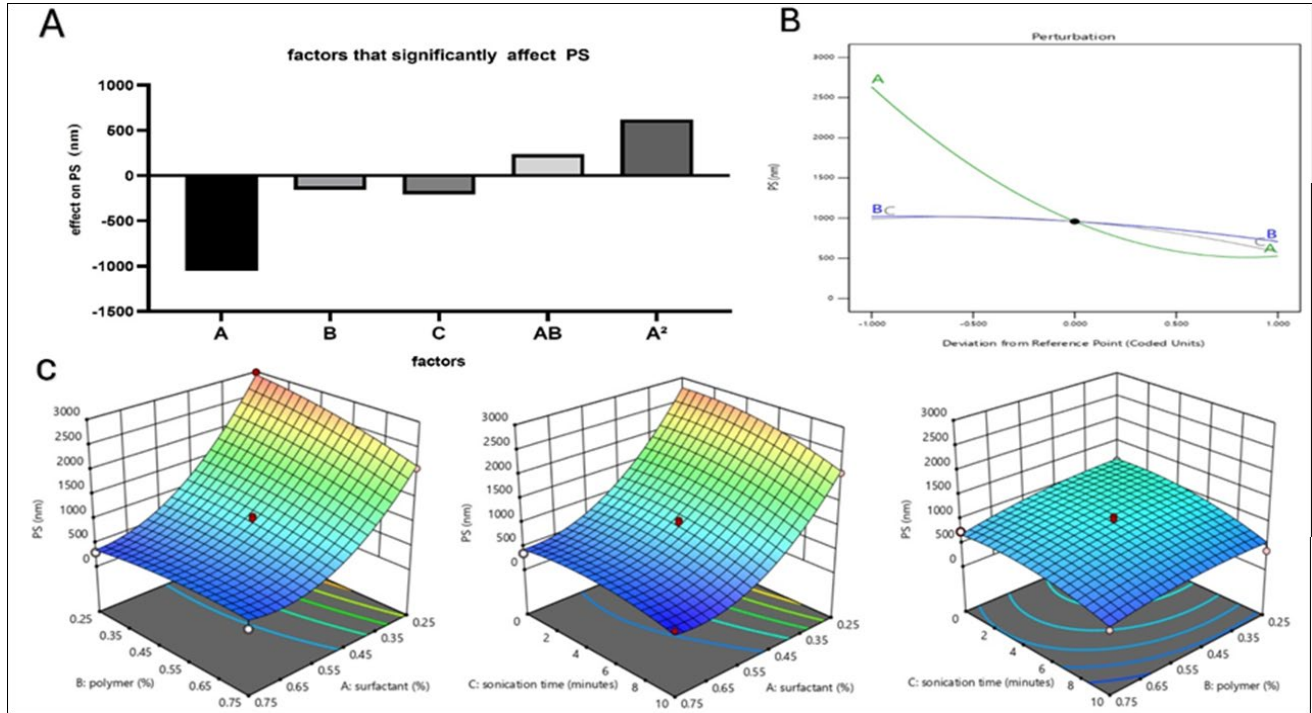 A
factors that significantly affect PS
effect on PS (nm)
1000
500
0
-500
-1000
-1500
A B C AB A²
factors
B
Perturbation
PS (nm)
3000
2500
2000
1500
1000
500
0
A
B C
B
C
A
-1.000 -0.500 0.000 0.500 1.000
Deviation from Reference Point (Coded Units)
C
PS (nm)
3000
2500
2000
1500
1000
500
0
0.25
0.35
0.45
0.55
0.65
0.75
B: polymer (%)
0.25
0.35
0.45
0.55
0.65
0.75
A: surfactant (%)
PS (nm)
3000
2500
2000
1500
1000
500
0
0
2
4
6
8
10
C: sonication time (minutes)
0.25
0.35
0.45
0.55
0.65
0.75
A: surfactant (%)
PS (nm)
3000
2500
2000
1500
1000
500
0
0
2
4
6
8
10
C: sonication time (minutes)
0.25
0.35
0.45
0.55
0.65
0.75
B: polymer (%)